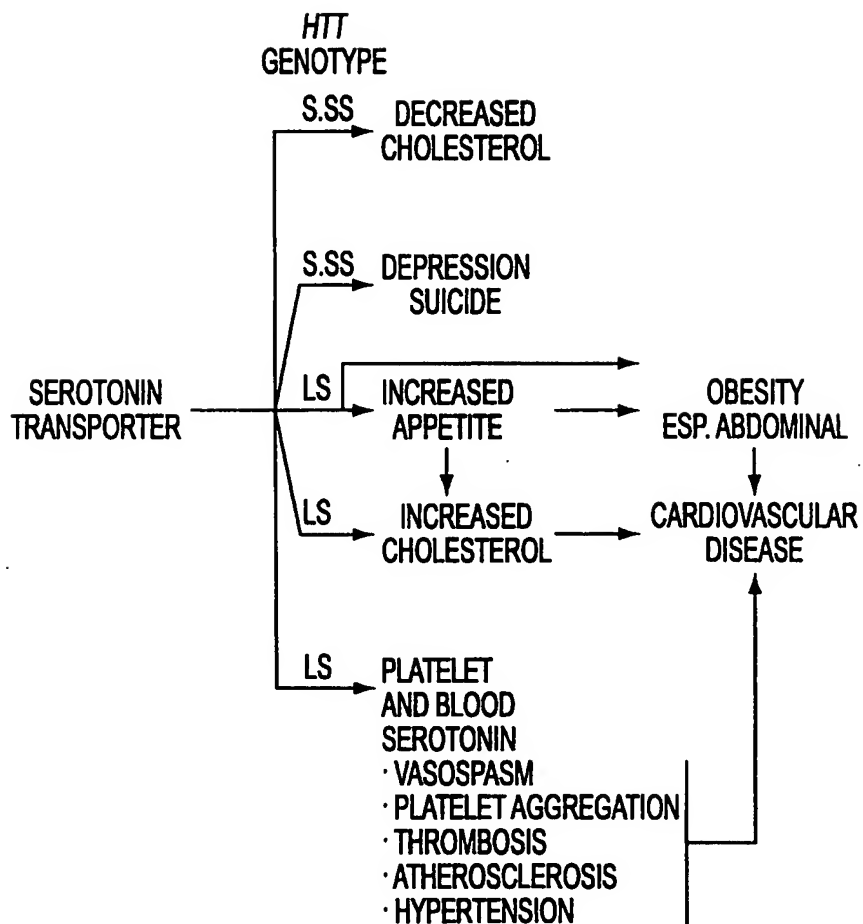 HTT
GENOTYPE
S.SS
DECREASED
CHOLESTEROL
S.SS
DEPRESSION
SUICIDE
SEROTONIN
TRANSPORTER
LS
INCREASED
APPETITE
OBESITY
ESP. ABDOMINAL
LS
INCREASED
CHOLESTEROL
CARDIOVASCULAR
DISEASE
LS
PLATELET
AND BLOOD
SEROTONIN
· VASOSPASM
· PLATELET AGGREGATION
· THROMBOSIS
· ATHEROSCLEROSIS
· HYPERTENSION